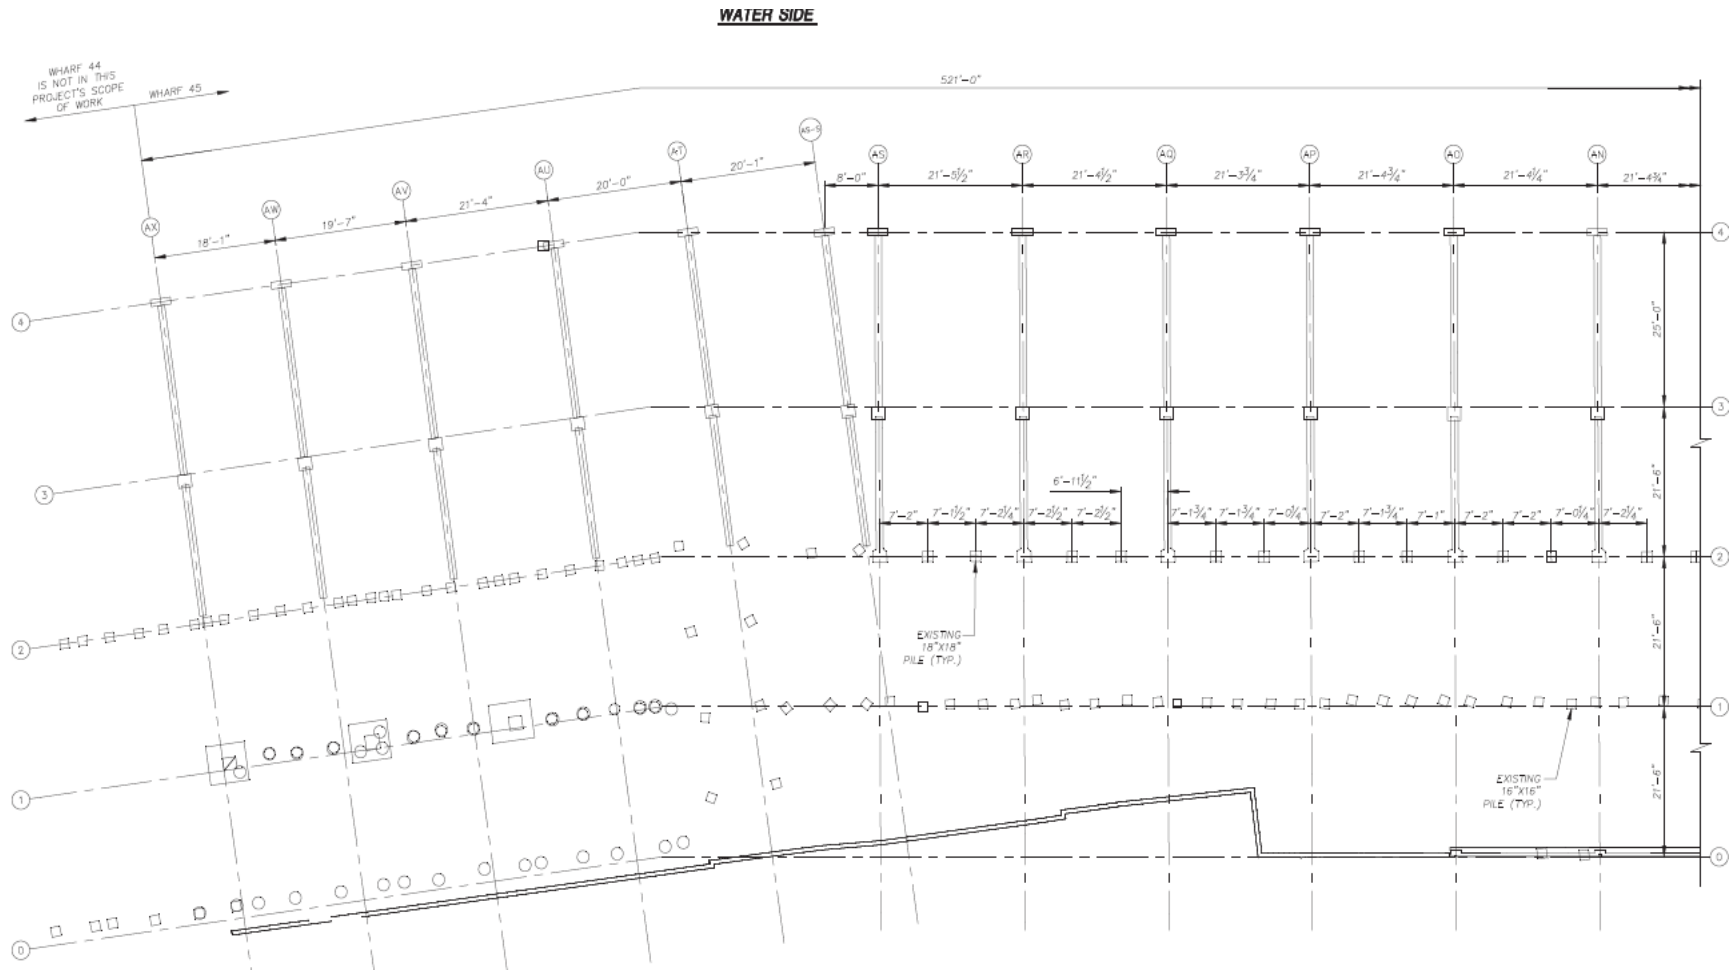 WATER SIDE
WHARF 44
IS NOT IN THIS
PROJECT'S SCOPE
OF WORK
WHARF 45
521'-0"
AX
AW
AV
AU
AT
AS-S
AS
AR
AQ
AP
AO
AN
18'-1"
19'-7"
21'-4"
20'-0"
20'-1"
8'-0"
21'-5½"
21'-4½"
21'-3¾"
21'-4¾"
21'-4¼"
21'-4¾"
4
4
25'-0"
3
3
21'-6"
6'-11½"
7'-2"
7'-1½"
7'-2¼"
7'-2½"
7'-2½"
7'-1¾"
7'-1¾"
7'-0¼"
7'-2"
7'-1¾"
7'-1"
7'-2"
7'-2"
7'-0¼"
7'-2¼"
2
2
EXISTING
18"X18"
PILE (TYP.)
21'-6"
1
1
EXISTING
16"X16"
PILE (TYP.)
21'-6"
0
0